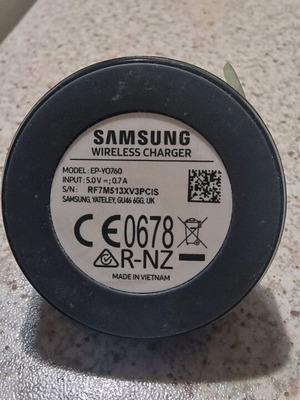 SAMSUNG
WIRELESS CHARGER
MODEL: EP-YO760
INPUT: 5.0V ⎓; 0.7A
S/N: RF7M513XV3PCIS
SAMSUNG, YATELEY, GU46 6GG, UK
CE0678
R-NZ
MADE IN VIETNAM